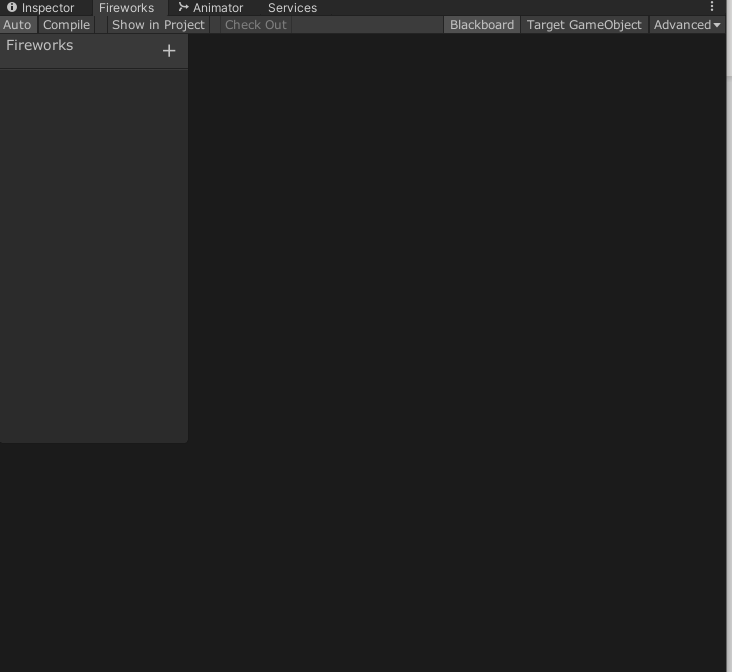 Inspector Fireworks Animator Services
Auto Compile Show in Project Check Out Blackboard Target GameObject Advanced
Fireworks